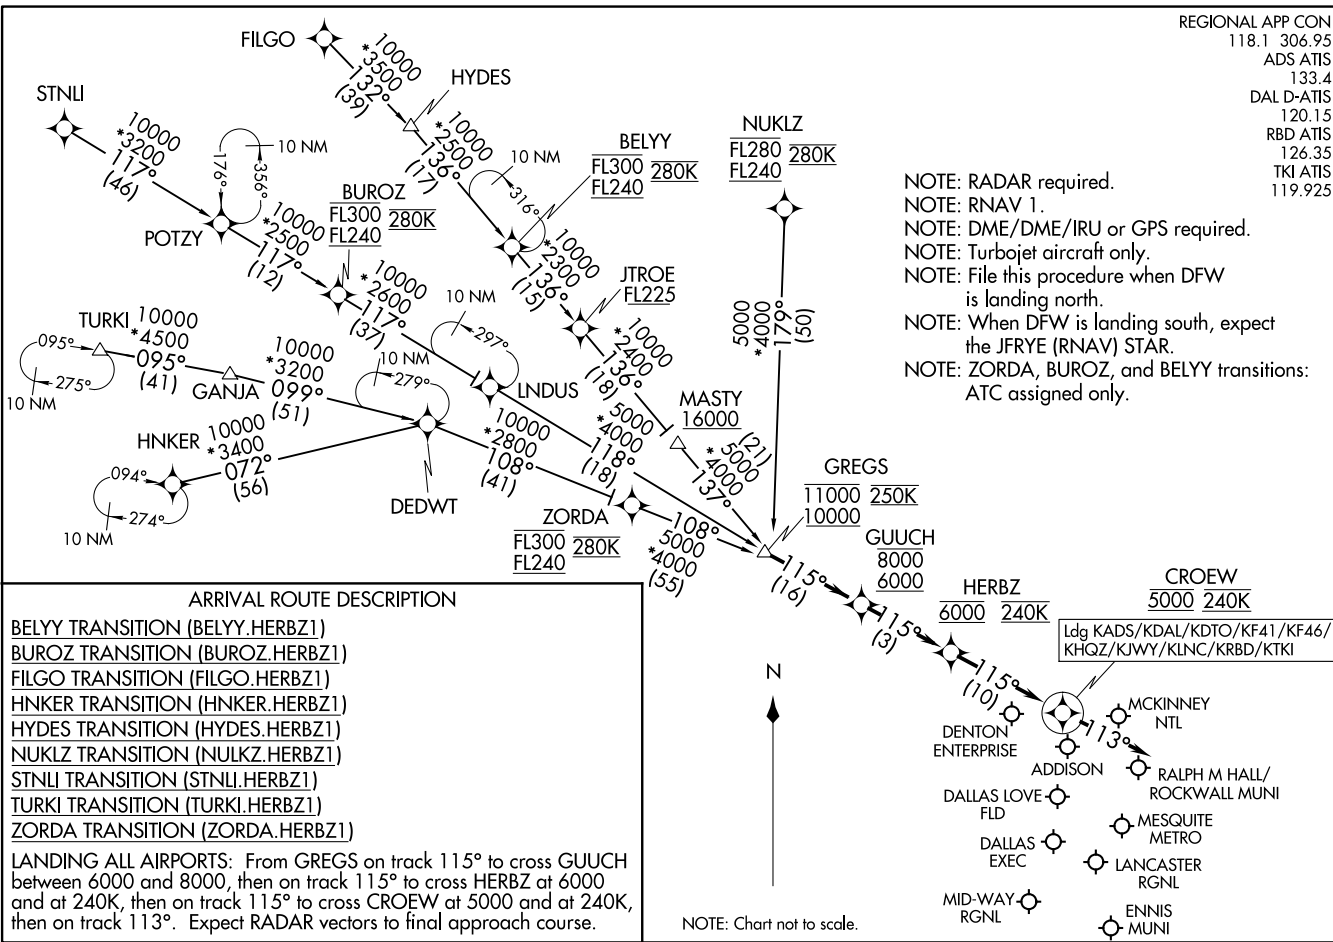 REGIONAL APP CON
118.1 306.95
ADS ATIS
133.4
DAL D-ATIS
120.15
RBD ATIS
126.35
TKI ATIS
119.925
FILGO
10000
*3500
132°
(39)
HYDES
STNLI
10000
*3200
117°
(46)
10 NM
176°
356°
POTZY
10000
*2500
136°
(17)
10 NM
316°
BELYY
FL300 280K
FL240
NUKLZ
FL280 280K
FL240
BUROZ
FL300 280K
FL240
10000
*2500
117°
(12)
10000
*2600
117°
(37)
10000
*2300
136°
(15)
JTROE
FL225
5000
*4000
179°
(50)
NOTE: RADAR required.
NOTE: RNAV 1.
NOTE: DME/DME/IRU or GPS required.
NOTE: Turbojet aircraft only.
NOTE: File this procedure when DFW
is landing north.
NOTE: When DFW is landing south, expect
the JFRYE (RNAV) STAR.
NOTE: ZORDA, BUROZ, and BELYY transitions:
ATC assigned only.
TURKI
10000
*4500
095°
(41)
095°
275°
10 NM
GANJA
10000
*3200
099°
(51)
10 NM
279°
10 NM
297°
LNDUS
10000
*2400
136°
(18)
MASTY
16000
(21)
5000
*4000
137°
HNKER
10000
*3400
072°
(56)
094°
274°
10 NM
DEDWT
10000
*2800
108°
(41)
5000
*4000
118°
(18)
ZORDA
FL300 280K
FL240
108°
5000
*4000
(55)
GREGS
11000 250K
10000
115°
(16)
GUUCH
8000
6000
115°
(3)
HERBZ
6000 240K
115°
(10)
CROEW
5000 240K
Ldg KADS/KDAL/KDTO/KF41/KF46/
KHQZ/KJWY/KLNC/KRBD/KTKI
113°
MCKINNEY
NTL
DENTON
ENTERPRISE
ADDISON
RALPH M HALL/
ROCKWALL MUNI
DALLAS LOVE
FLD
MESQUITE
METRO
DALLAS
EXEC
LANCASTER
RGNL
MID-WAY
RGNL
ENNIS
MUNI
N
NOTE: Chart not to scale.
ARRIVAL ROUTE DESCRIPTION
BELYY TRANSITION (BELYY.HERBZ1)
BUROZ TRANSITION (BUROZ.HERBZ1)
FILGO TRANSITION (FILGO.HERBZ1)
HNKER TRANSITION (HNKER.HERBZ1)
HYDES TRANSITION (HYDES.HERBZ1)
NUKLZ TRANSITION (NULKZ.HERBZ1)
STNLI TRANSITION (STNLI.HERBZ1)
TURKI TRANSITION (TURKI.HERBZ1)
ZORDA TRANSITION (ZORDA.HERBZ1)
LANDING ALL AIRPORTS: From GREGS on track 115° to cross GUUCH
between 6000 and 8000, then on track 115° to cross HERBZ at 6000
and at 240K, then on track 115° to cross CROEW at 5000 and at 240K,
then on track 113°. Expect RADAR vectors to final approach course.